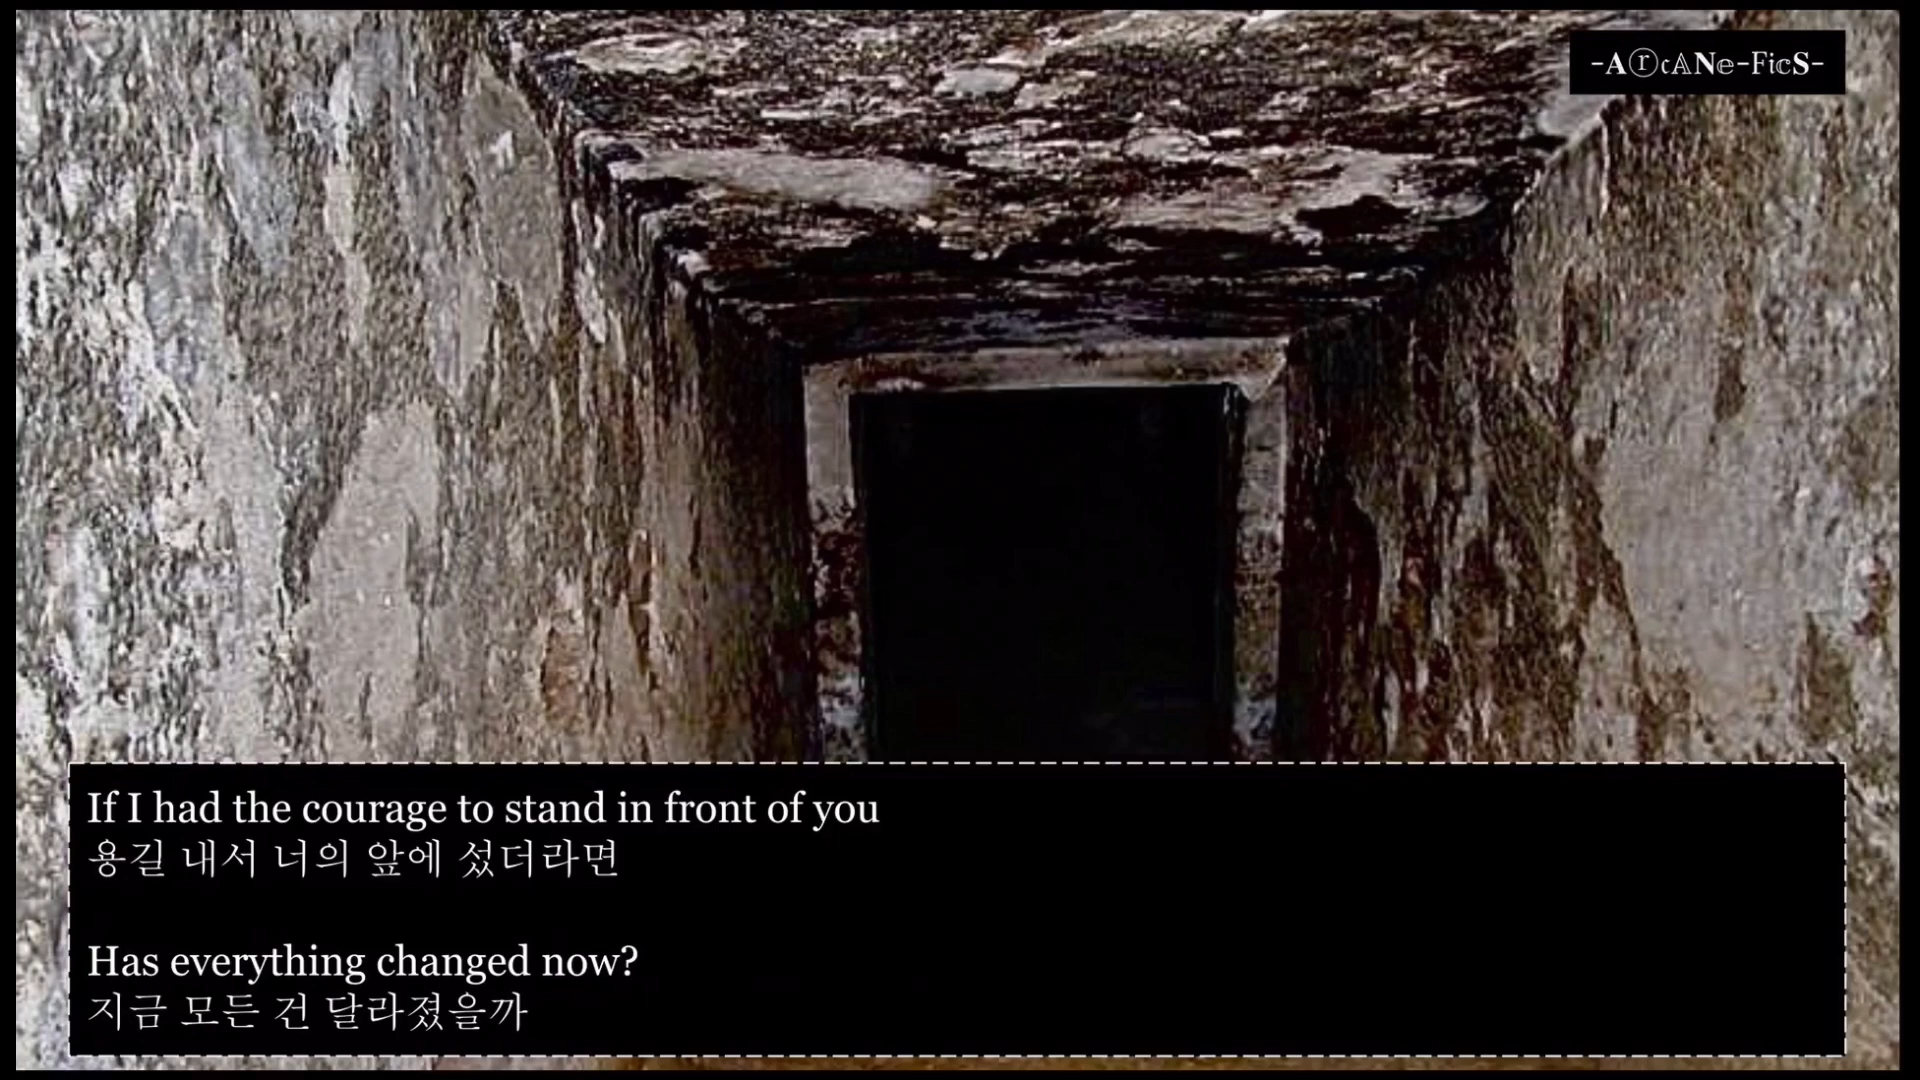 -AⓡcANe-FicS-
If I had the courage to stand in front of you
용길 내서 너의 앞에 섰더라면
Has everything changed now?
지금 모든 건 달라졌을까